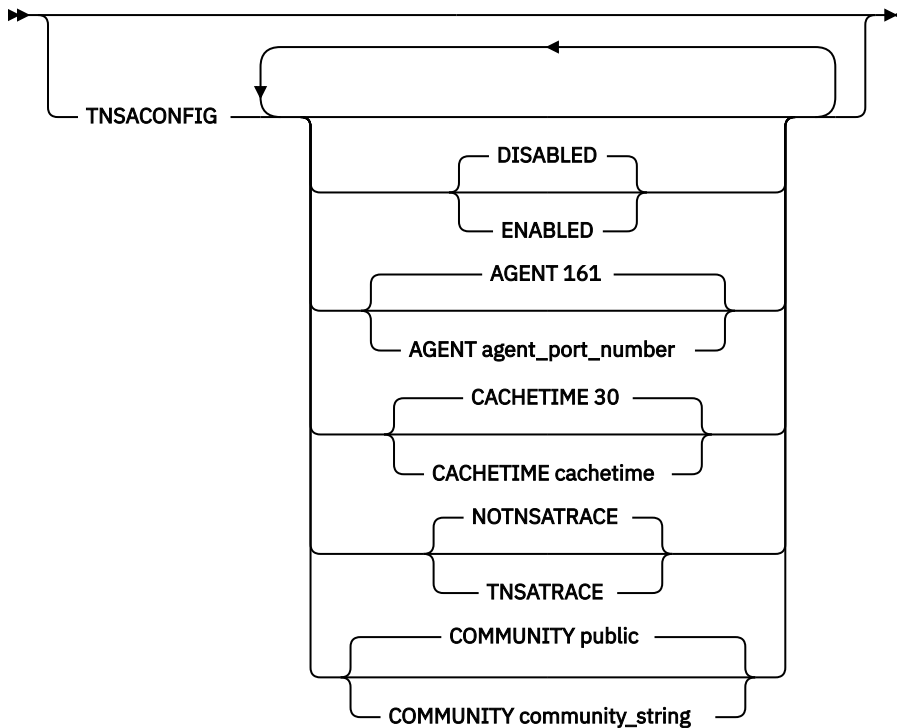 TNSACONFIG
DISABLED
ENABLED
AGENT 161
AGENT agent_port_number
CACHETIME 30
CACHETIME cachetime
NOTNSATRACE
TNSATRACE
COMMUNITY public
COMMUNITY community_string